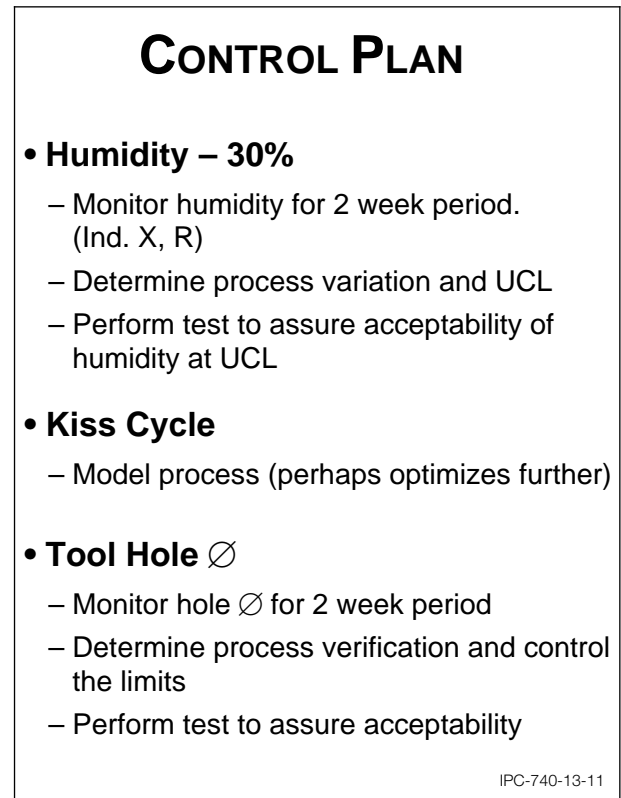 CONTROL PLAN
• Humidity – 30%
– Monitor humidity for 2 week period.
(Ind. X, R)
– Determine process variation and UCL
– Perform test to assure acceptability of
humidity at UCL
• Kiss Cycle
– Model process (perhaps optimizes further)
• Tool Hole ∅
– Monitor hole ∅ for 2 week period
– Determine process verification and control
the limits
– Perform test to assure acceptability
IPC-740-13-11